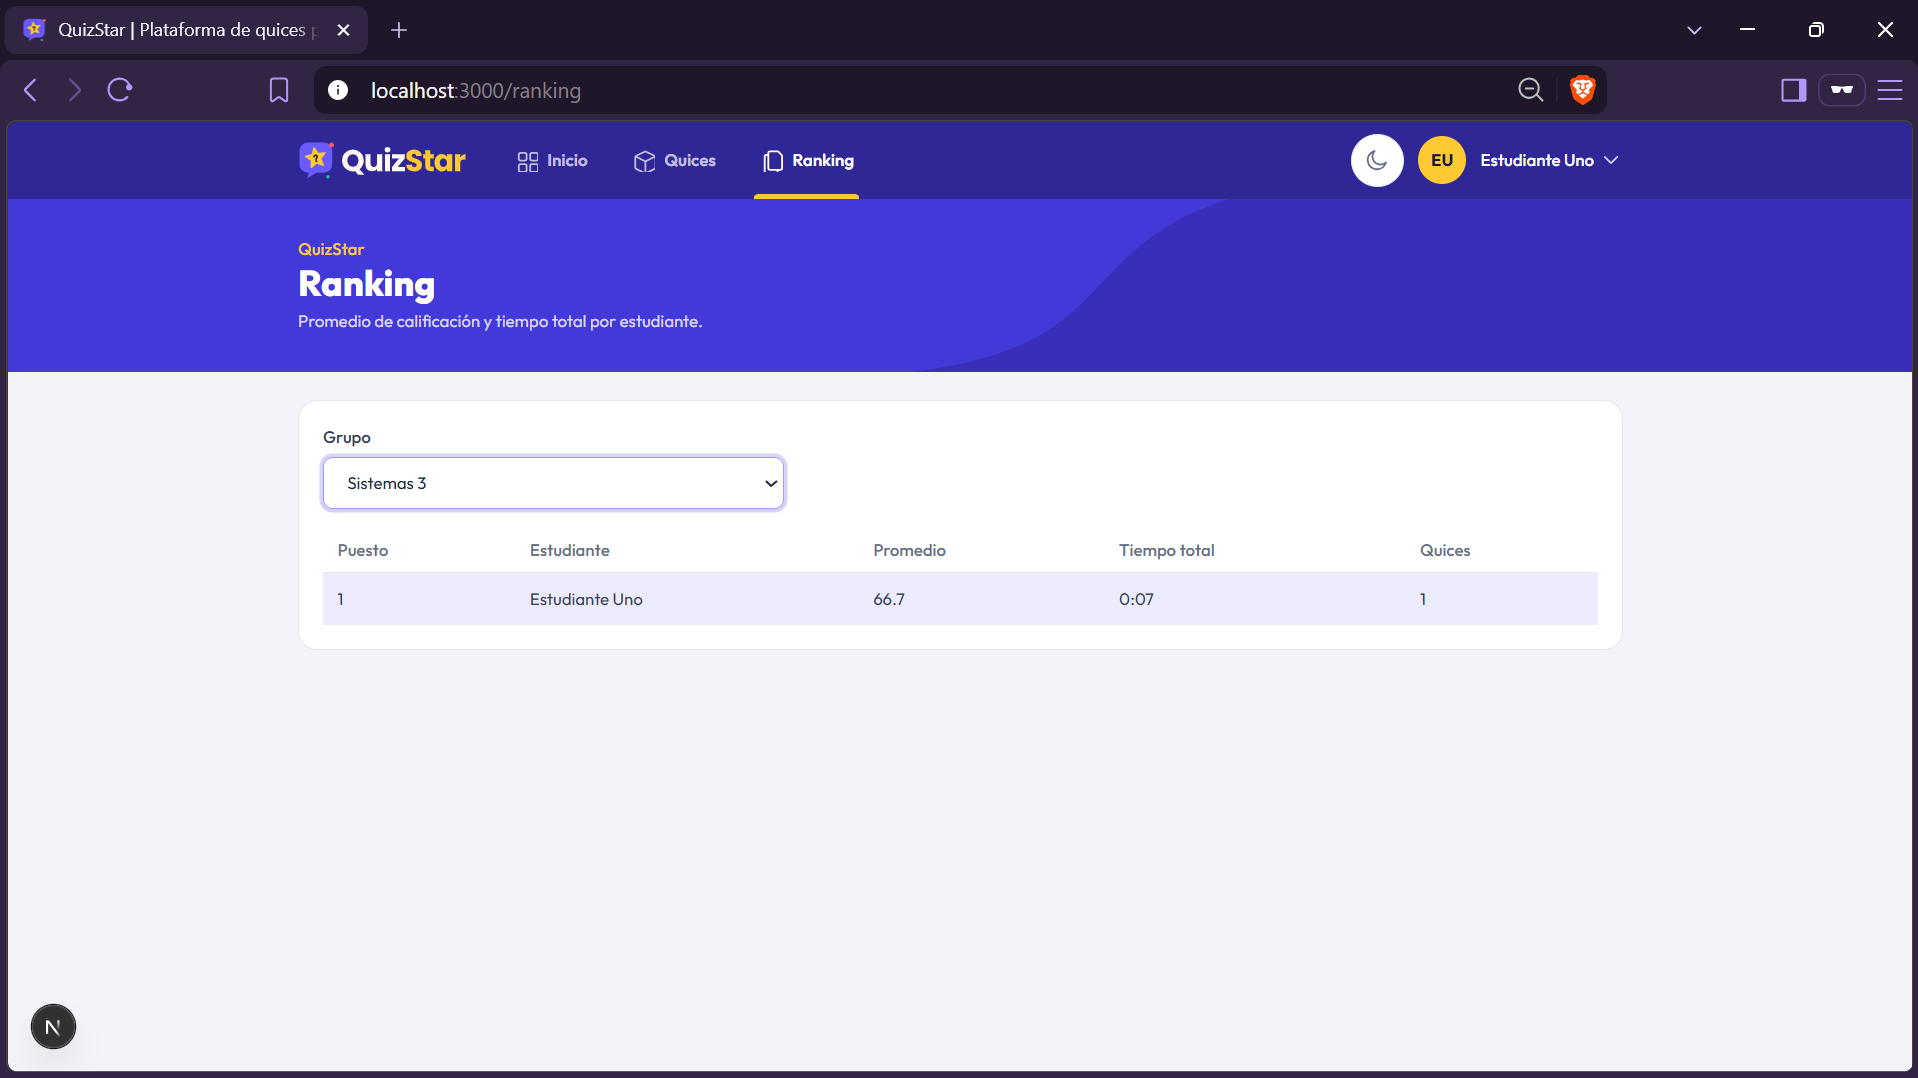 QuizStar | Plataforma de quices
localhost:3000/ranking
QuizStar
Inicio
Quices
Ranking
EU
Estudiante Uno
QuizStar
Ranking
Promedio de calificación y tiempo total por estudiante.
Grupo
Sistemas 3
Puesto Estudiante Promedio Tiempo total Quices
1 Estudiante Uno 66.7 0:07 1
N